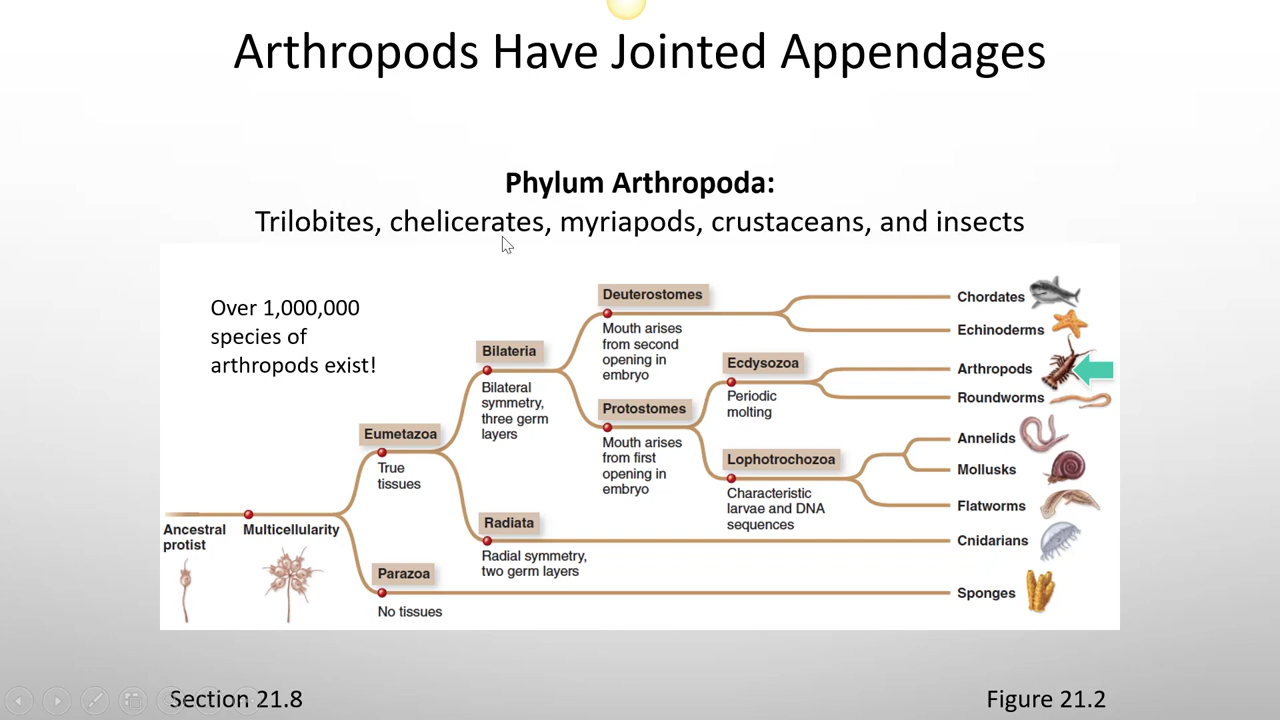 Arthropods Have Jointed Appendages
Phylum Arthropoda:
Trilobites, chelicerates, myriapods, crustaceans, and insects
Over 1,000,000
species of
arthropods exist!
Deuterostomes
Mouth arises
from second
opening in
embryo
Chordates
Echinoderms
Bilateria
Bilateral
symmetry,
three germ
layers
Ecdysozoa
Periodic
molting
Arthropods
Roundworms
Protostomes
Mouth arises
from first
opening in
embryo
Eumetazoa
True
tissues
Lophotrochozoa
Characteristic
larvae and DNA
sequences
Annelids
Mollusks
Flatworms
Radiata
Radial symmetry,
two germ layers
Cnidarians
Ancestral
protist
Multicellularity
Parazoa
No tissues
Sponges
Section 21.8
Figure 21.2